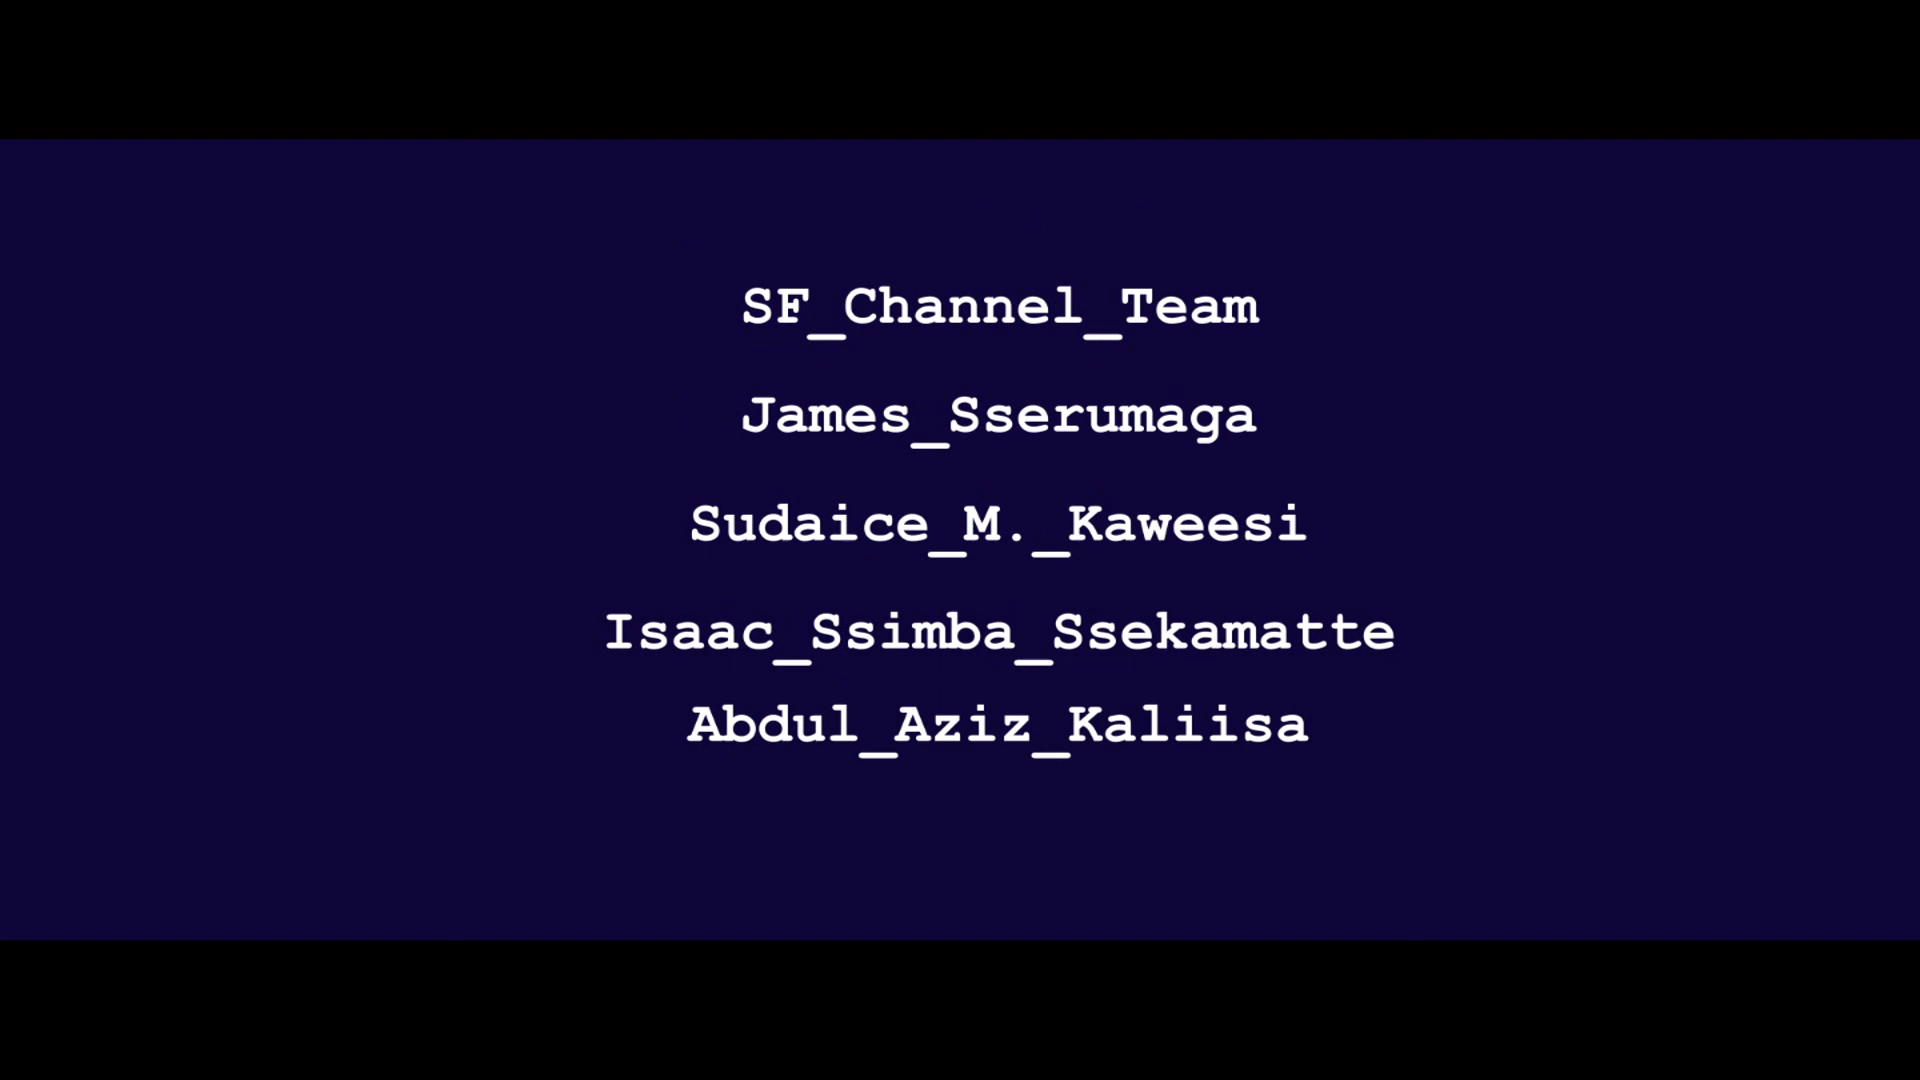 SF_Channel_Team
James_Sserumaga
Sudaice_M._Kaweesi
Isaac_Ssimba_Ssekamatte
Abdul_Aziz_Kaliisa